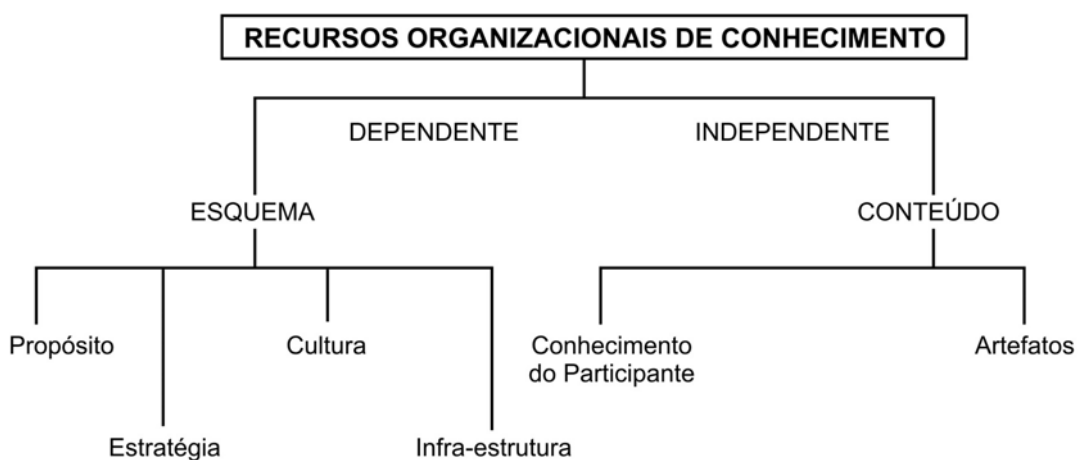 RECURSOS ORGANIZACIONAIS DE CONHECIMENTO
DEPENDENTE
INDEPENDENTE
ESQUEMA
CONTEÚDO
Propósito
Cultura
Conhecimento
do Participante
Artefatos
Estratégia
Infra-estrutura